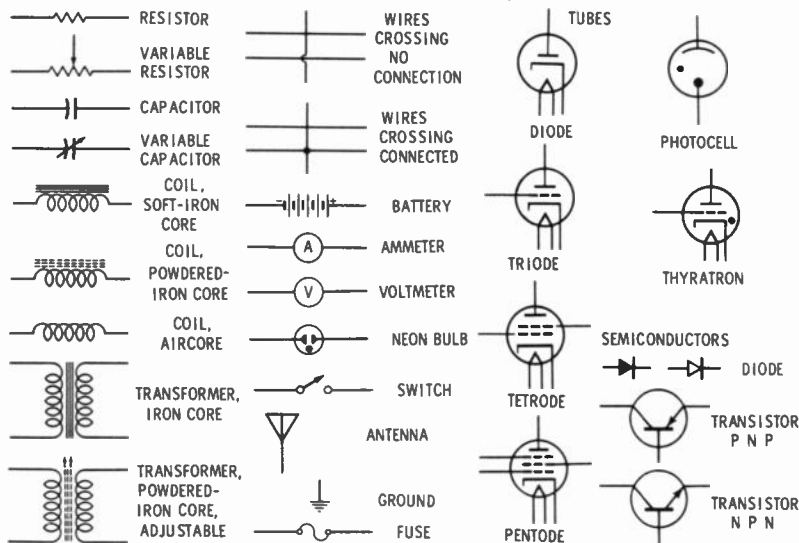 RESISTOR
VARIABLE
RESISTOR
CAPACITOR
VARIABLE
CAPACITOR
COIL,
SOFT-IRON
CORE
COIL,
POWDERED-
IRON CORE
COIL,
AIRCORE
TRANSFORMER,
IRON CORE
TRANSFORMER,
POWDERED-
IRON CORE,
ADJUSTABLE
WIRES
CROSSING
NO
CONNECTION
WIRES
CROSSING
CONNECTED
- +
BATTERY
A
AMMETER
V
VOLTMETER
NEON BULB
SWITCH
ANTENNA
GROUND
FUSE
TUBES
DIODE
TRIODE
TETRODE
PENTODE
PHOTOCELL
THYRATRON
SEMICONDUCTORS
DIODE
TRANSISTOR
P N P
TRANSISTOR
N P N